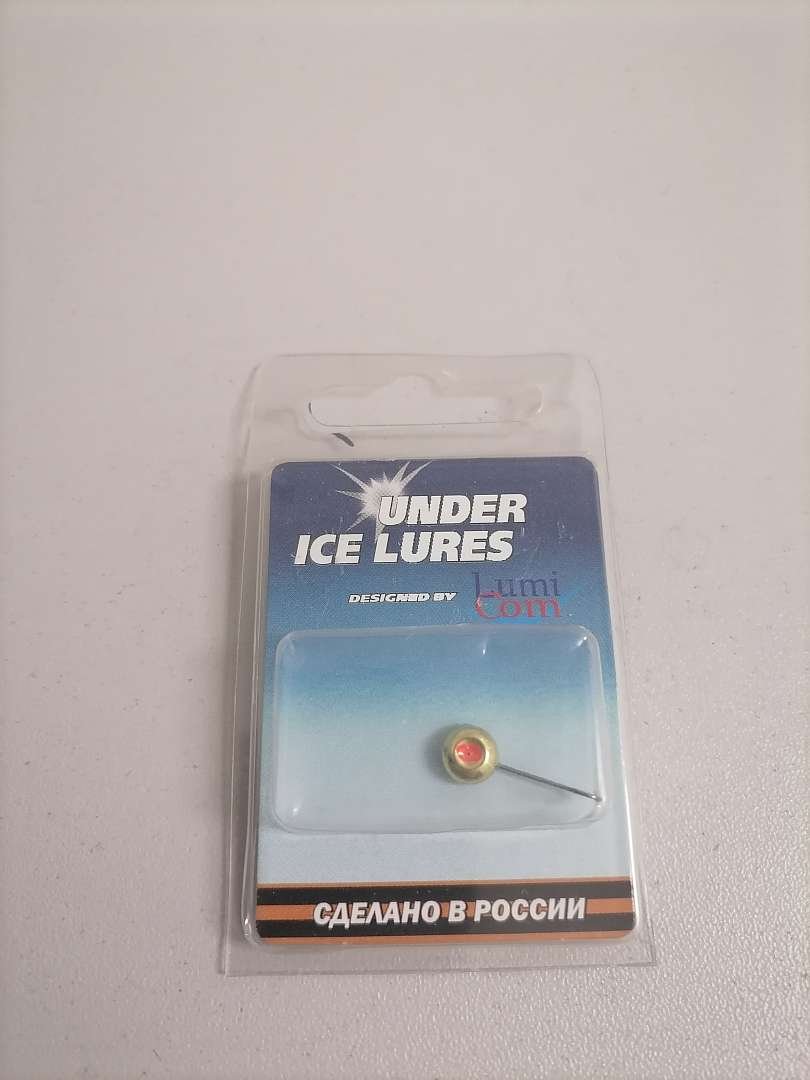 UNDER
ICE LURES
DESIGNED BY Lumi
Com
СДЕЛАНО В РОССИИ